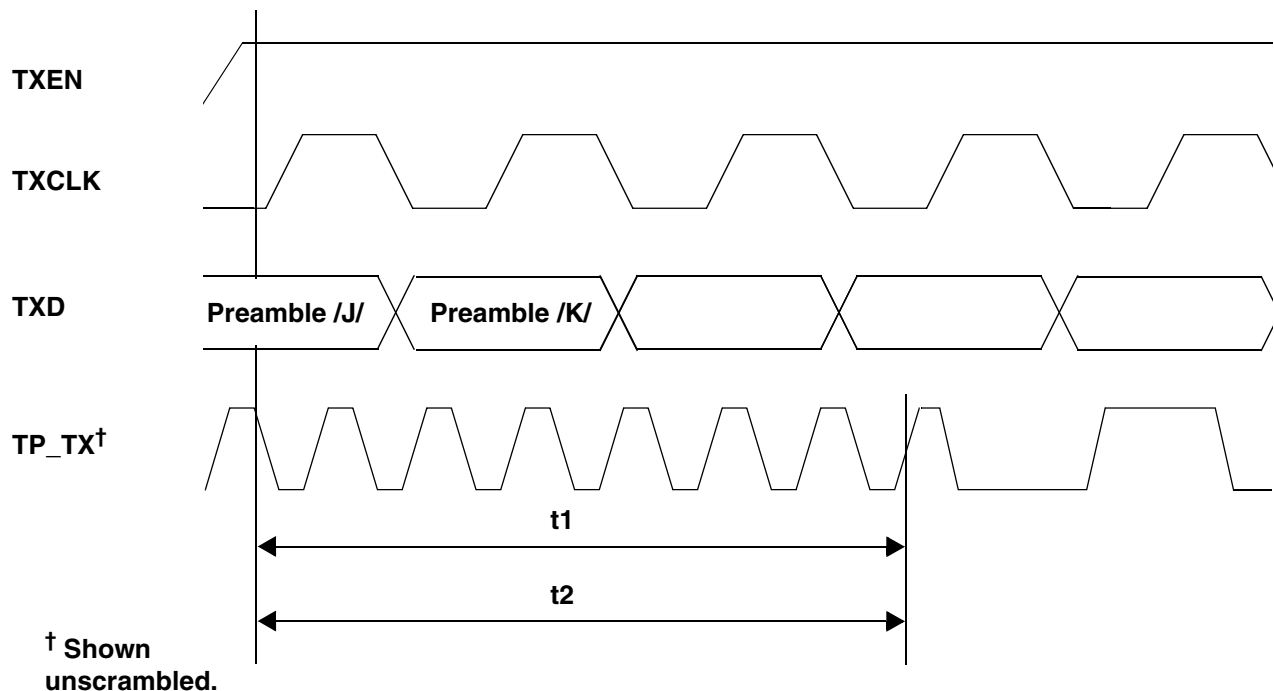 TXEN
TXCLK
TXD
Preamble /J/
Preamble /K/
TP_TX†
t1
t2
† Shown
unscrambled.